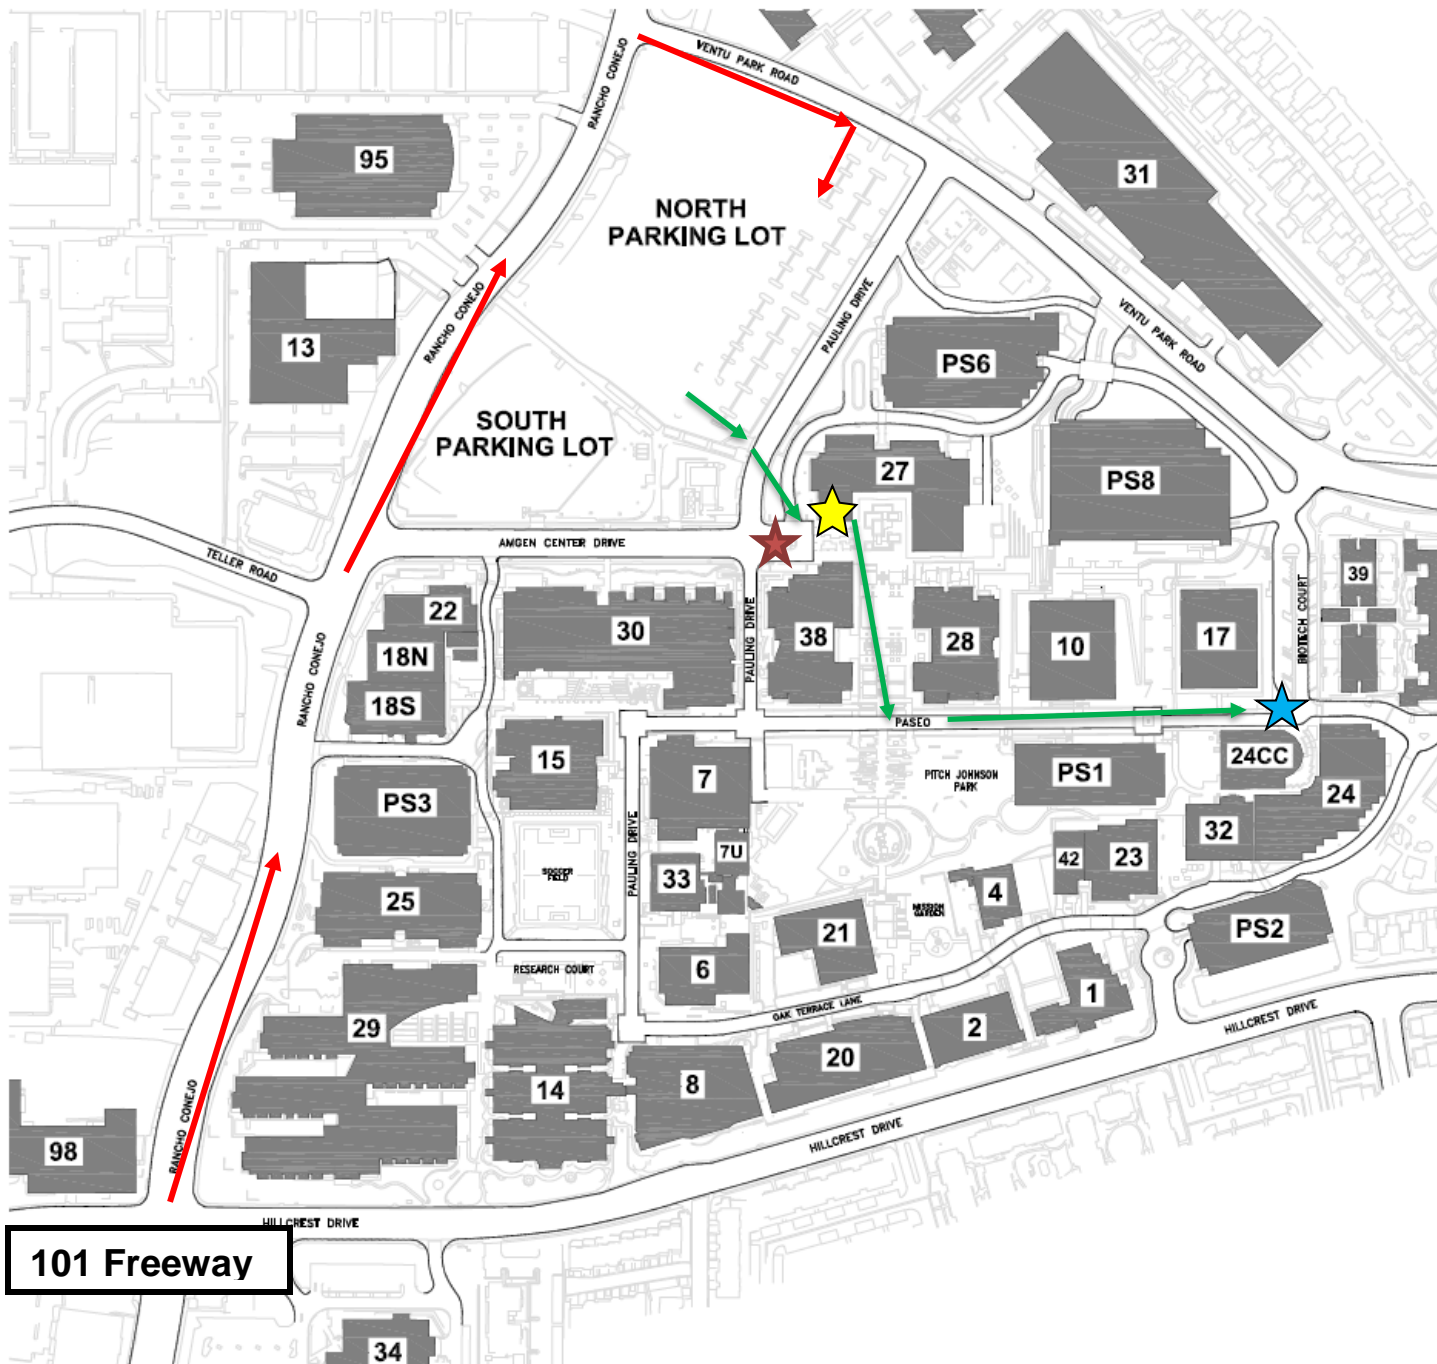 VENTU PARK ROAD
RANCHO CONEJO
95
31
NORTH
PARKING LOT
RANCHO CONEJO
13
PAULING DRIVE
VENTU PARK ROAD
PS6
SOUTH
PARKING LOT
27
PS8
AMGEN CENTER DRIVE
TELLER ROAD
39
22
30
PAULING DRIVE
38
28
10
17
BIOTECH COURT
18N
RANCHO CONEJO
18S
PASEO
15
7
PITCH JOHNSON
PARK
PS1
24CC
24
PS3
PAULING DRIVE
7U
32
33
SOCCER
FIELD
42
23
4
25
MISSION
GARDEN
21
PS2
6
RESEARCH COURT
OAK TERRACE LANE
1
HILLCREST DRIVE
29
2
20
14
8
RANCHO CONEJO
HILLCREST DRIVE
98
HILLCREST DRIVE
101 Freeway
34